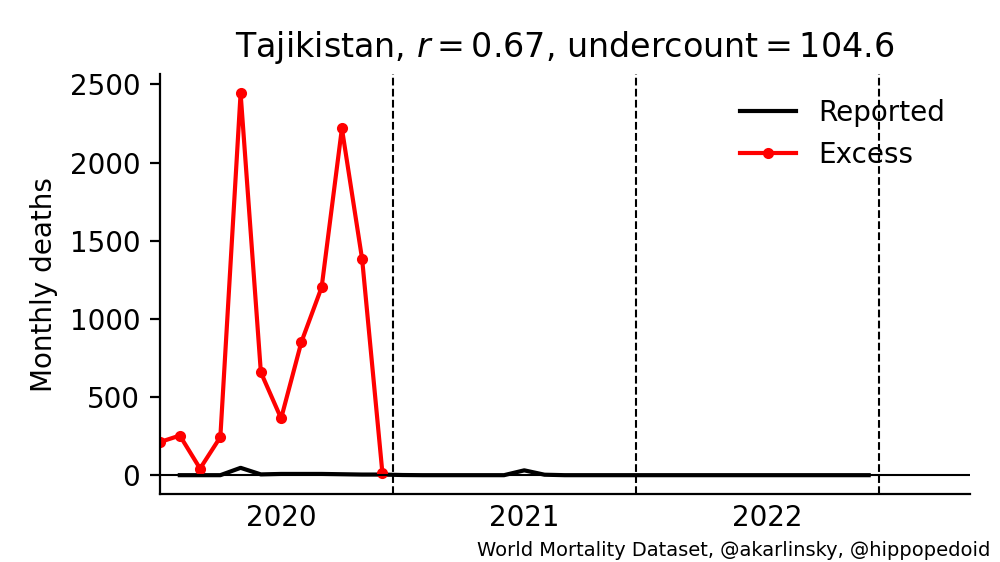 Tajikistan, r = 0.67, undercount = 104.6
2500
2000
1500
1000
500
0
Monthly deaths
Reported
Excess
2020 2021 2022
World Mortality Dataset, @akarlinsky, @hippopedoid